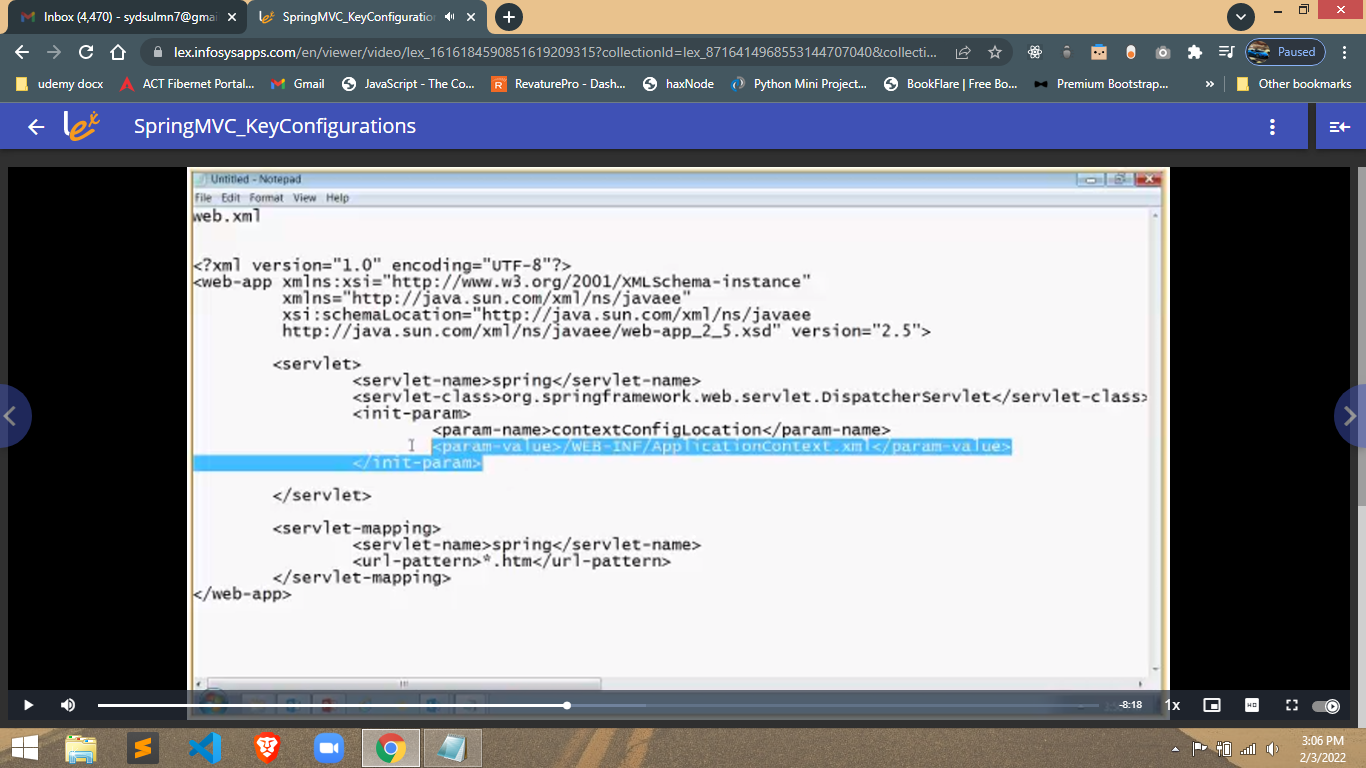 Inbox (4,470) - sydsulmn7@gmai
SpringMVC_KeyConfiguratio
lex.infosysapps.com/en/viewer/video/lex_1616184590851619209315?collectionId=lex_8716414968553144707040&collecti...
Paused
udemy docx
ACT Fibernet Portal...
Gmail
JavaScript - The Co...
RevaturePro - Dash...
haxNode
Python Mini Project...
BookFlare | Free Bo...
Premium Bootstrap...
»
Other bookmarks
lex
SpringMVC_KeyConfigurations
Untitled - Notepad
File Edit Format View Help
web.xml
<?xml version="1.0" encoding="UTF-8"?>
<web-app xmlns:xsi="http://www.w3.org/2001/XMLSchema-instance"
xmlns="http://java.sun.com/xml/ns/javaee"
xsi:schemaLocation="http://java.sun.com/xml/ns/javaee
http://java.sun.com/xml/ns/javaee/web-app_2_5.xsd" version="2.5">
<servlet>
<servlet-name>spring</servlet-name>
<servlet-class>org.springframework.web.servlet.DispatcherServlet</servlet-class>
<init-param>
<param-name>contextConfigLocation</param-name>
<param-value>/WEB-INF/ApplicationContext.xml</param-value>
</init-param>
</servlet>
<servlet-mapping>
<servlet-name>spring</servlet-name>
<url-pattern>*.htm</url-pattern>
</servlet-mapping>
</web-app>
-8:18
1x
HD
3:06 PM
2/3/2022